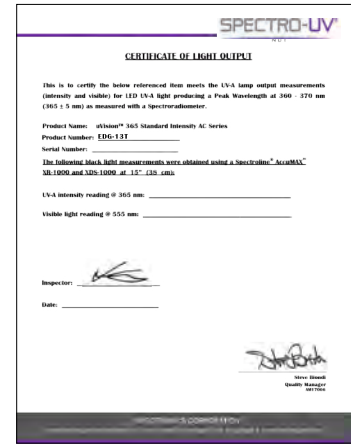 SPECTRO-UV
NDT
CERTIFICATE OF LIGHT OUTPUT
This is to certify the below referenced item meets the UV-A lamp output measurements
(intensity and visible) for LED UV-A light producing a Peak Wavelength at 360 - 370 nm
(365 ± 5 nm) as measured with a Spectroradiometer.
Product Name: uVision™ 365 Standard Intensity AC Series
Product Number: EDG-13T
Serial Number:
The following black light measurements were obtained using a Spectroline® AccuMAX™
XR-1000 and XDS-1000 at 15" (38 cm):
UV-A intensity reading @ 365 nm:
Visible light reading @ 555 nm:
Inspector:
Date:
Steve
Quality Manager